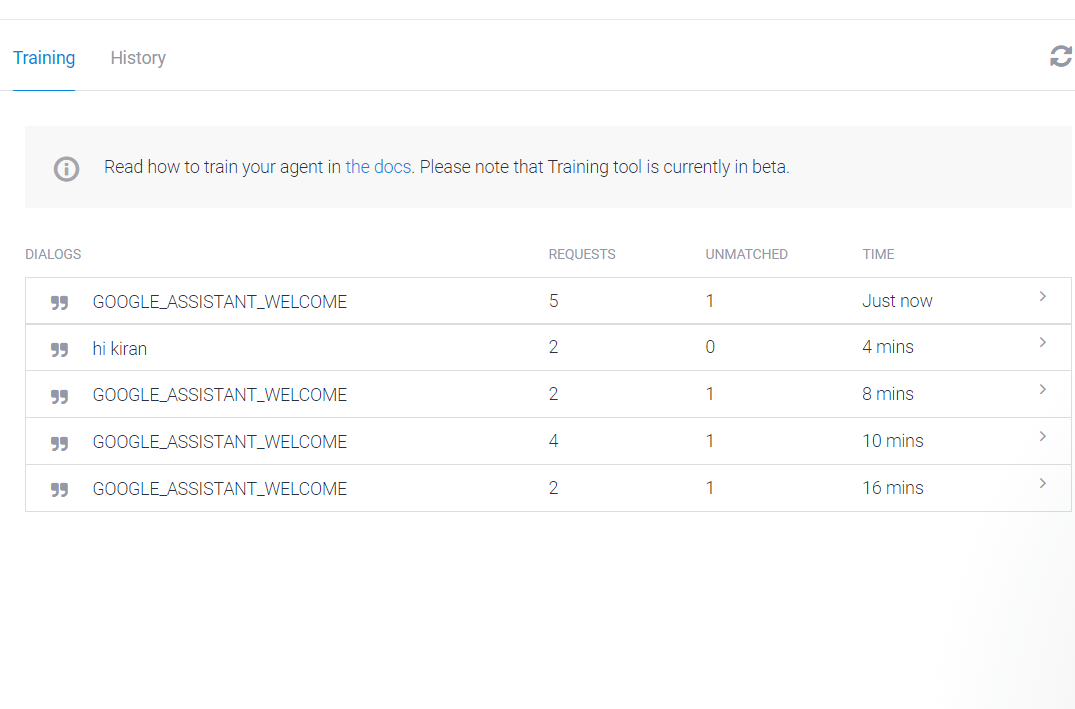 Training History
Read how to train your agent in the docs. Please note that Training tool is currently in beta.
DIALOGS REQUESTS UNMATCHED TIME
GOOGLE_ASSISTANT_WELCOME 5 1 Just now
hi kiran 2 0 4 mins
GOOGLE_ASSISTANT_WELCOME 2 1 8 mins
GOOGLE_ASSISTANT_WELCOME 4 1 10 mins
GOOGLE_ASSISTANT_WELCOME 2 1 16 mins